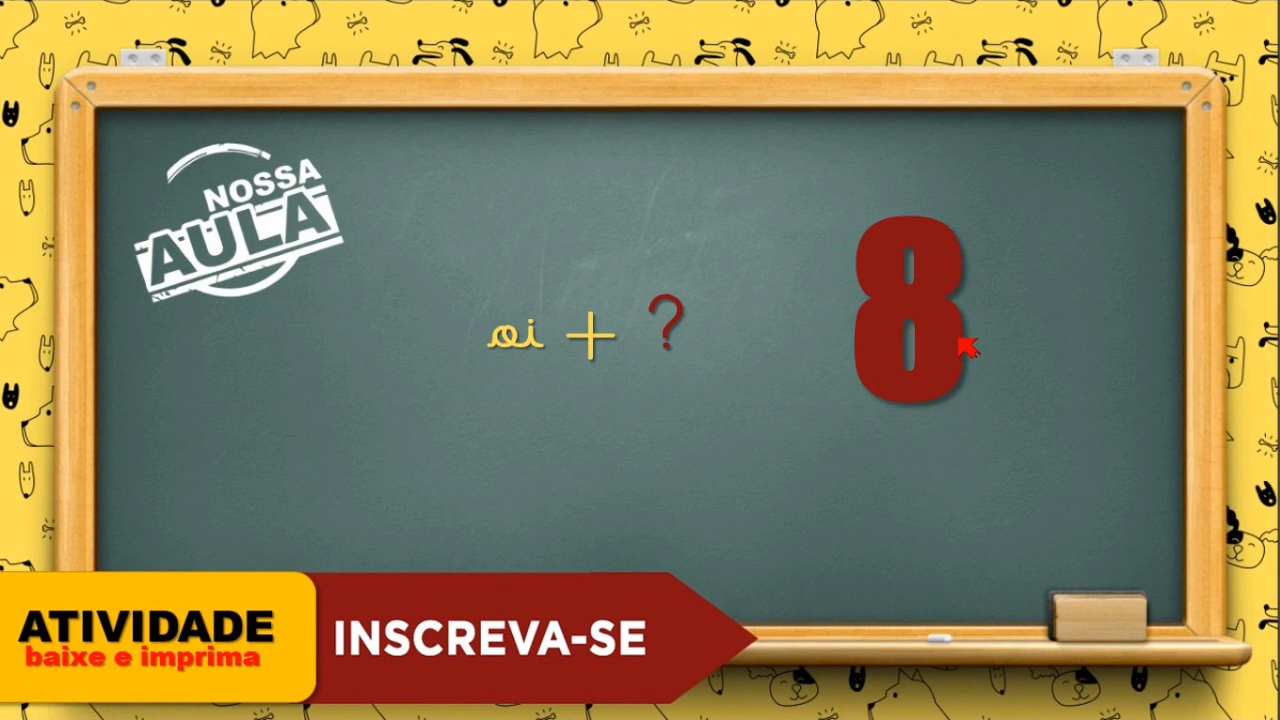 NOSSA
AULA
oi + ?
8
ATIVIDADE
baixe e imprima
INSCREVA-SE